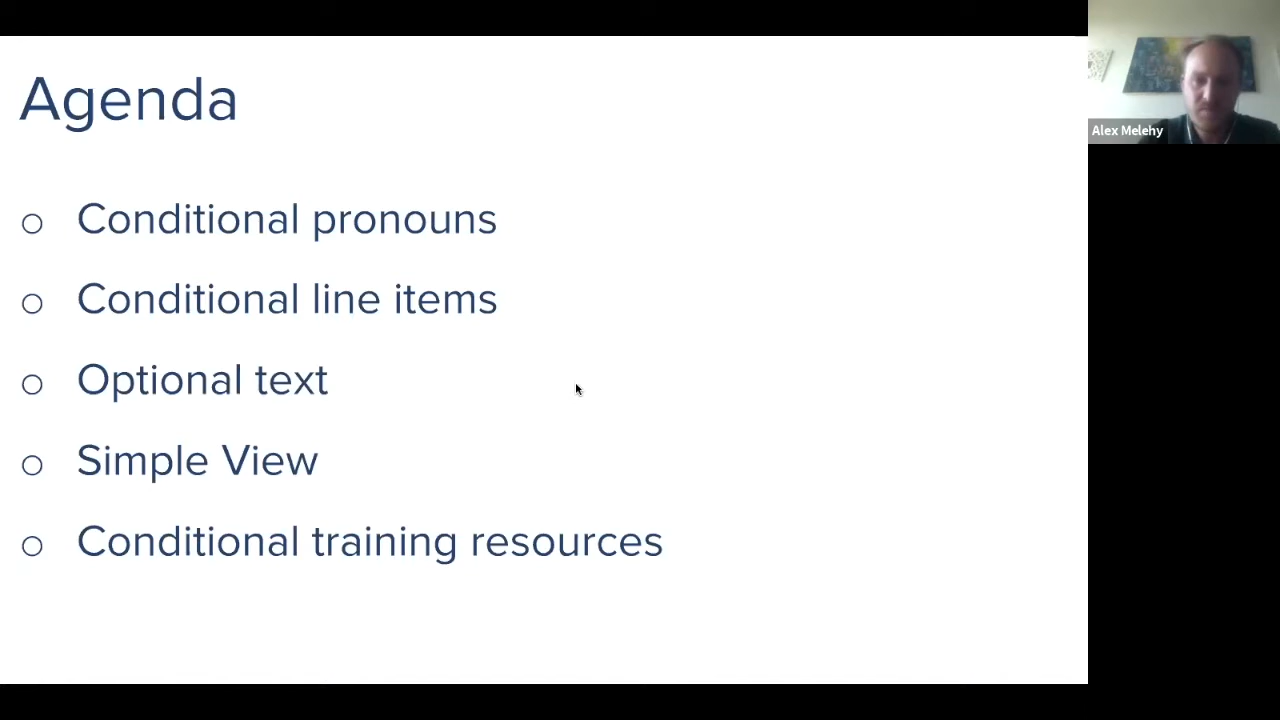 Agenda
Conditional pronouns
Conditional line items
Optional text
Simple View
Conditional training resources
Alex Melehy